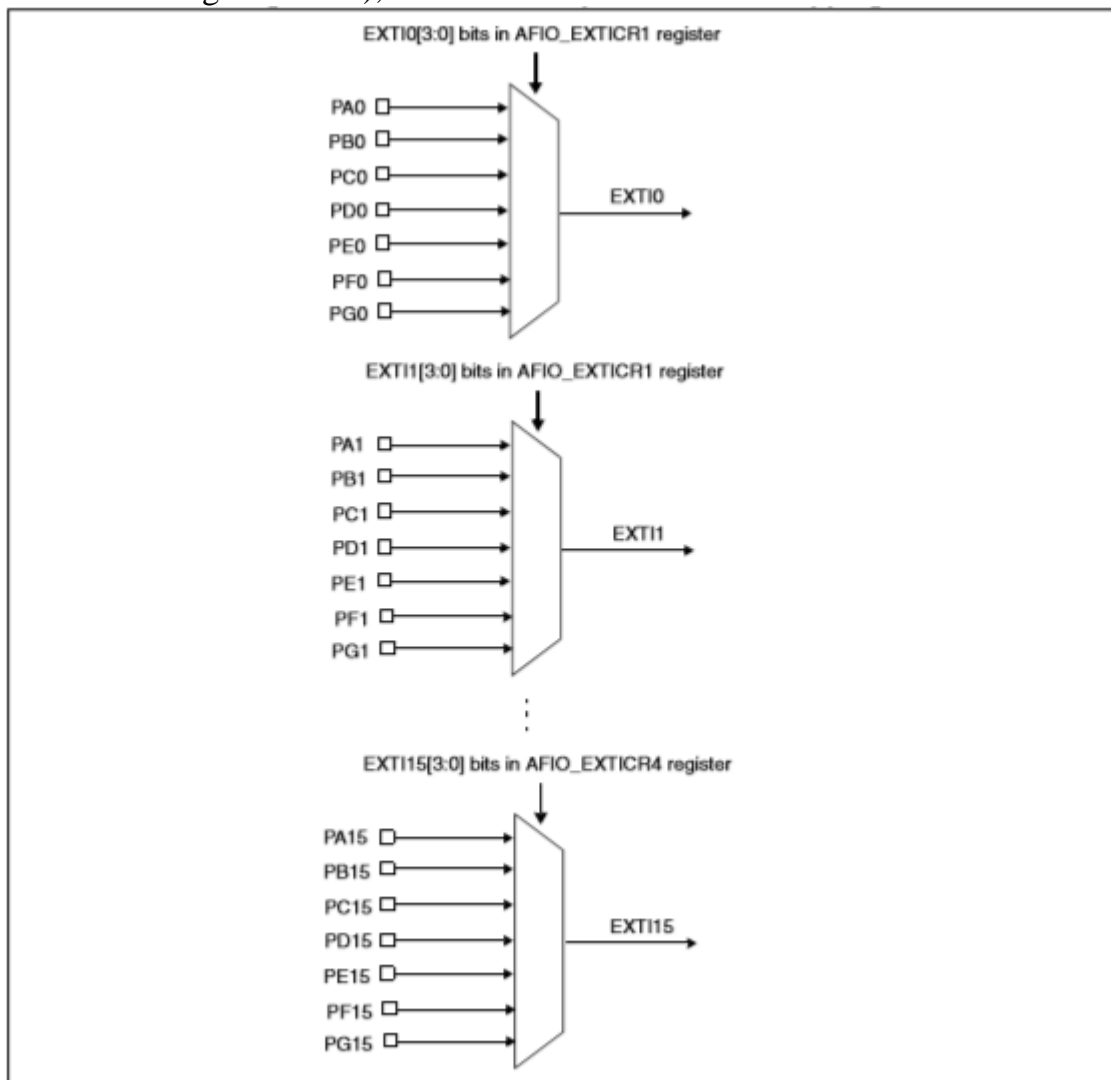 EXTI0[3:0] bits in AFIO_EXTICR1 register
PA0
PB0
PC0
PD0
PE0
PF0
PG0
EXTI0
EXTI1[3:0] bits in AFIO_EXTICR1 register
PA1
PB1
PC1
PD1
PE1
PF1
PG1
EXTI1
EXTI15[3:0] bits in AFIO_EXTICR4 register
PA15
PB15
PC15
PD15
PE15
PF15
PG15
EXTI15